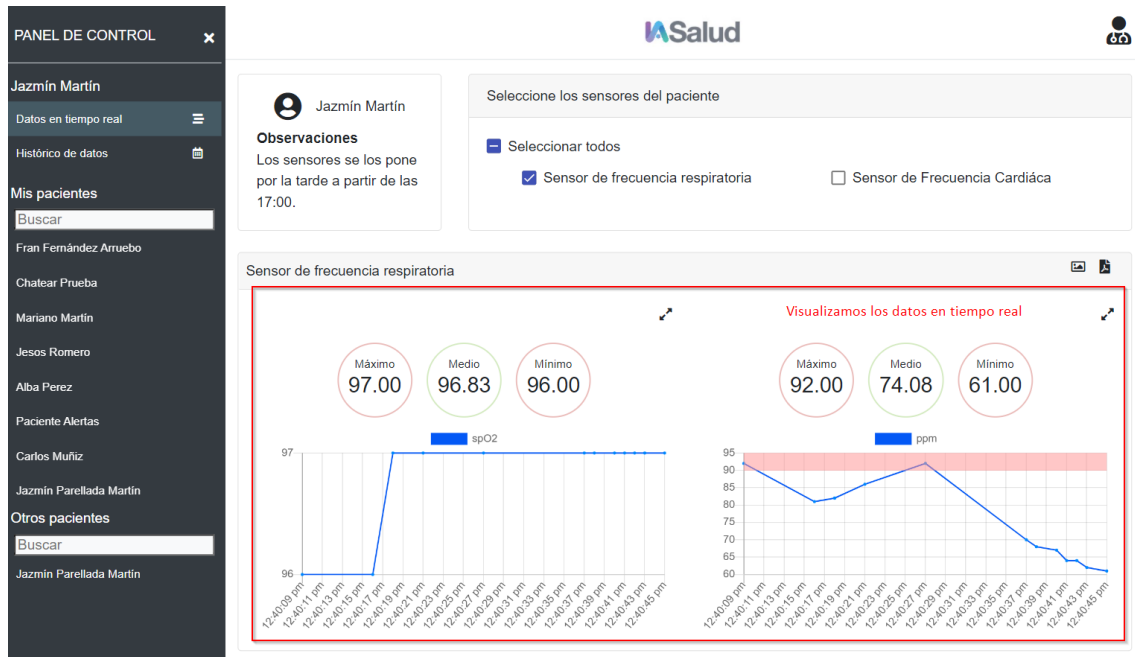 PANEL DE CONTROL
Jazmín Martín
Datos en tiempo real
Histórico de datos
Mis pacientes
Buscar
Fran Fernández Arruebo
Chatear Prueba
Mariano Martín
Jesos Romero
Alba Perez
Paciente Alertas
Carlos Muñiz
Jazmín Parellada Martín
Otros pacientes
Buscar
Jazmín Parellada Martín
IASalud
Jazmín Martín
Observaciones
Los sensores se los pone
por la tarde a partir de las
17:00.
Seleccione los sensores del paciente
Seleccionar todos
Sensor de frecuencia respiratoria
Sensor de Frecuencia Cardiáca
Sensor de frecuencia respiratoria
Máximo
97.00
Medio
96.83
Mínimo
96.00
spO2
97
96
12:40:09 pm
12:40:11 pm
12:40:13 pm
12:40:15 pm
12:40:17 pm
12:40:19 pm
12:40:21 pm
12:40:23 pm
12:40:25 pm
12:40:27 pm
12:40:29 pm
12:40:31 pm
12:40:33 pm
12:40:35 pm
12:40:37 pm
12:40:39 pm
12:40:41 pm
12:40:43 pm
12:40:45 pm
Visualizamos los datos en tiempo real
Máximo
92.00
Medio
74.08
Mínimo
61.00
ppm
95
90
85
80
75
70
65
60
12:40:09 pm
12:40:11 pm
12:40:13 pm
12:40:15 pm
12:40:17 pm
12:40:19 pm
12:40:21 pm
12:40:23 pm
12:40:25 pm
12:40:27 pm
12:40:29 pm
12:40:31 pm
12:40:33 pm
12:40:35 pm
12:40:37 pm
12:40:39 pm
12:40:41 pm
12:40:43 pm
12:40:45 pm